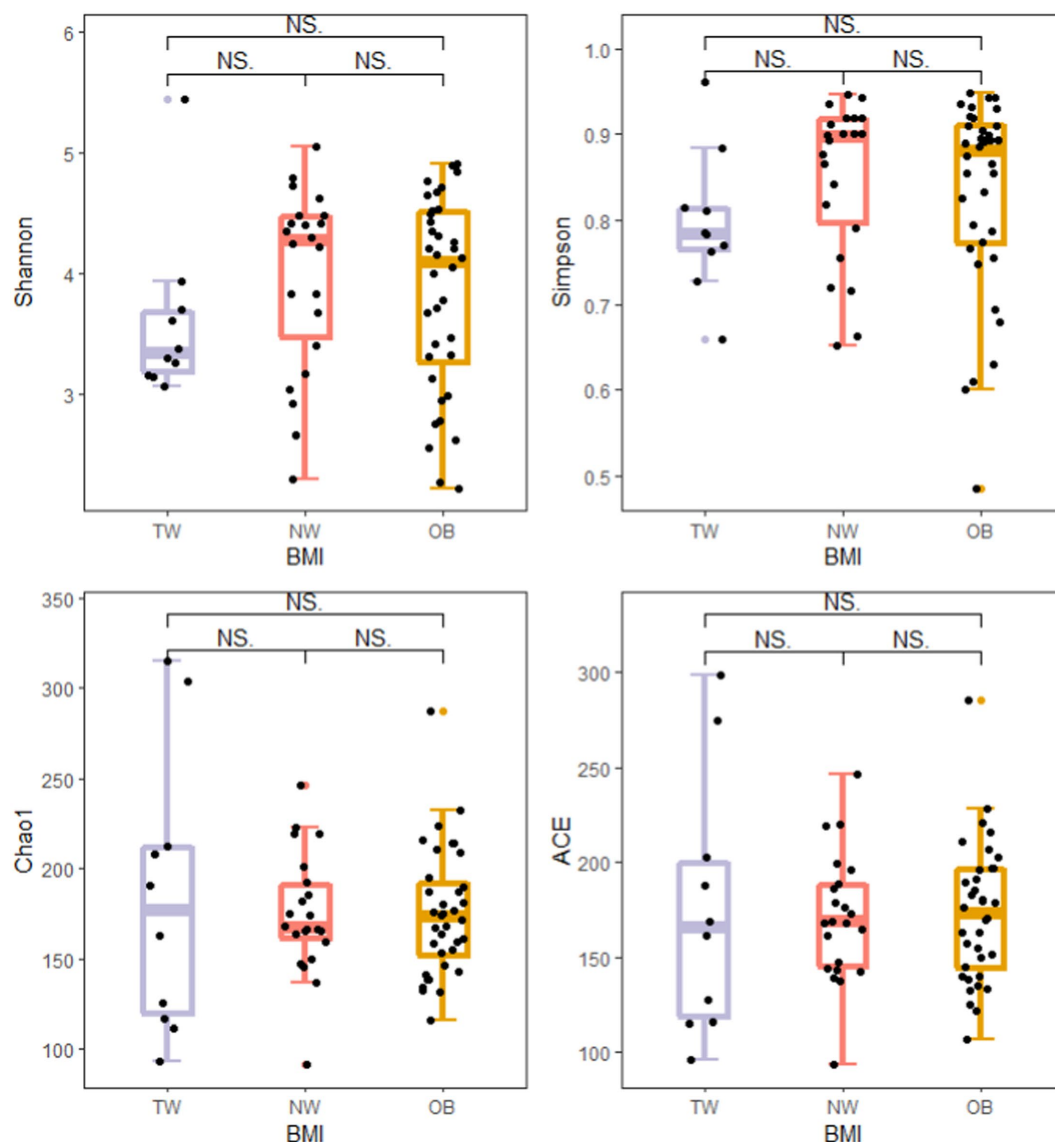 NS.
NS. NS.
6
5
4
3
Shannon
TW NW OB
BMI
NS.
NS. NS.
1.0
0.9
0.8
0.7
0.6
0.5
Simpson
TW NW OB
BMI
NS.
NS. NS.
350
300
250
200
150
100
Chao1
TW NW OB
BMI
NS.
NS. NS.
300
250
200
150
100
ACE
TW NW OB
BMI